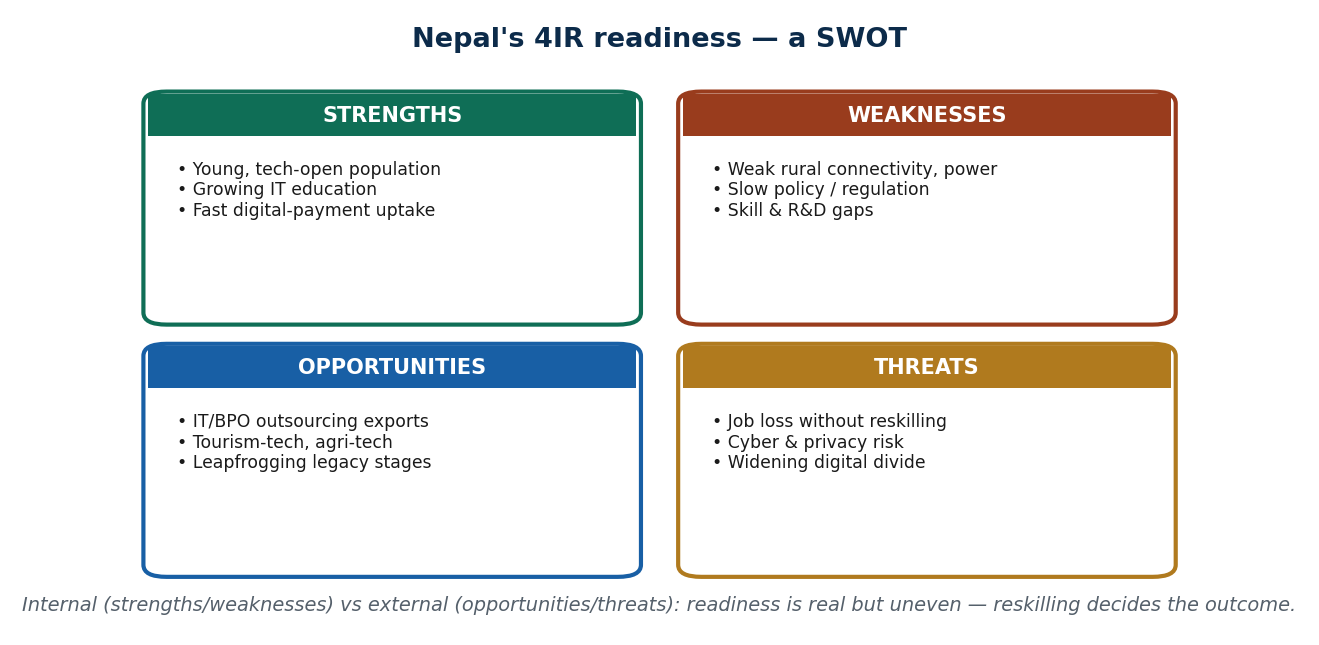 Nepal's 4IR readiness — a SWOT
STRENGTHS
• Young, tech-open population
• Growing IT education
• Fast digital-payment uptake
WEAKNESSES
• Weak rural connectivity, power
• Slow policy / regulation
• Skill & R&D gaps
OPPORTUNITIES
• IT/BPO outsourcing exports
• Tourism-tech, agri-tech
• Leapfrogging legacy stages
THREATS
• Job loss without reskilling
• Cyber & privacy risk
• Widening digital divide
Internal (strengths/weaknesses) vs external (opportunities/threats): readiness is real but uneven — reskilling decides the outcome.